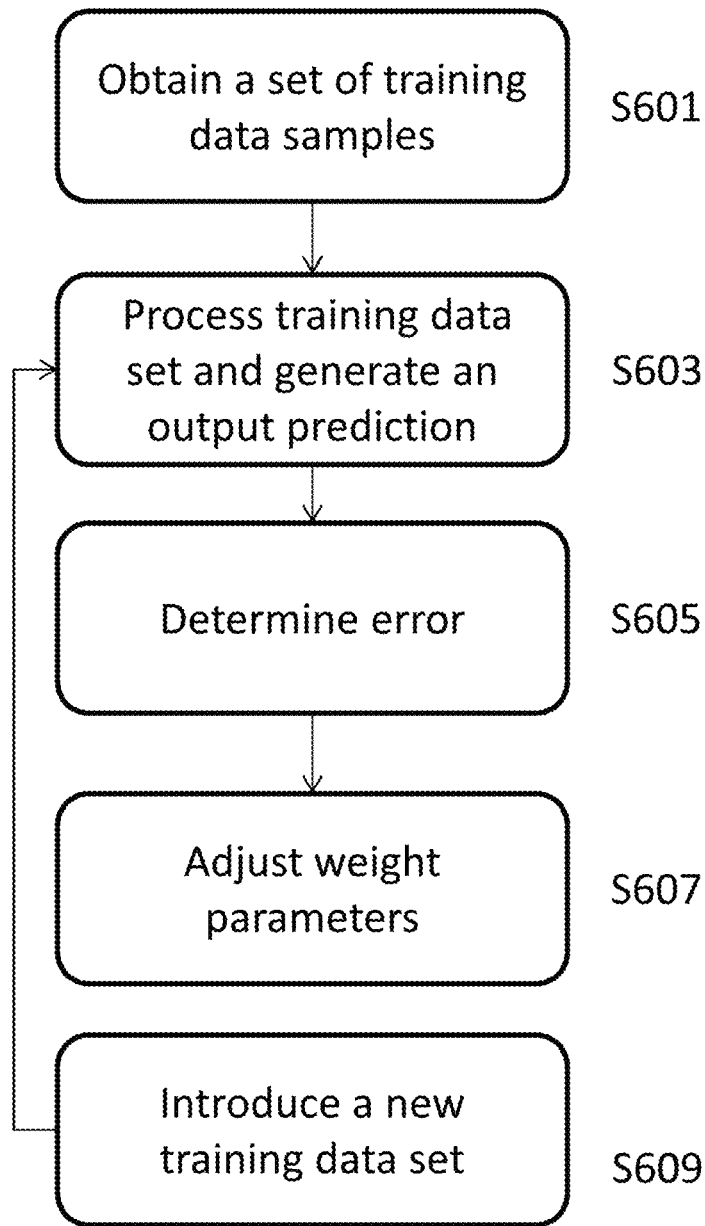 Obtain a set of training
data samples
S601
Process training data
set and generate an
output prediction
S603
Determine error
S605
Adjust weight
parameters
S607
Introduce a new
training data set
S609